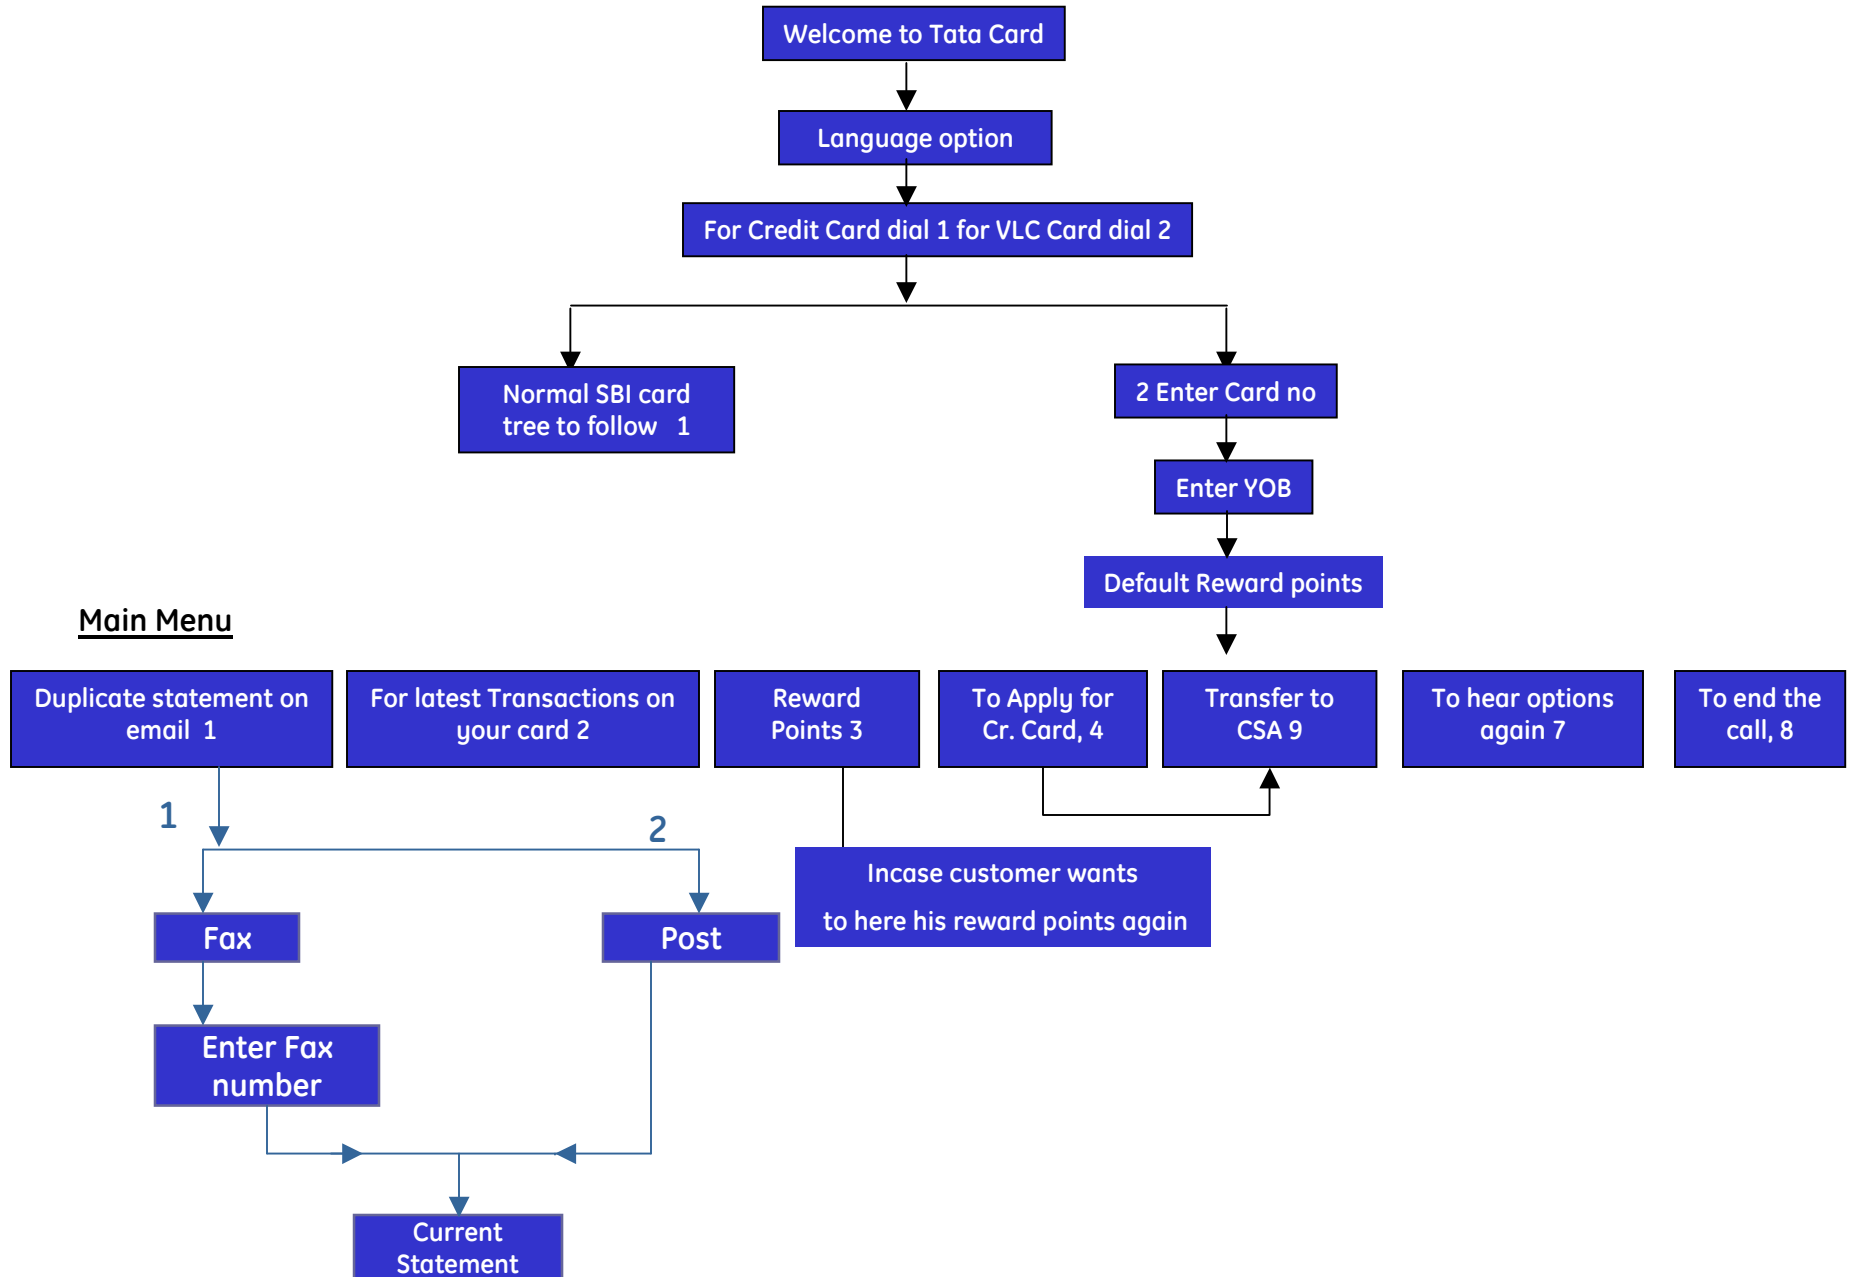 Welcome to Tata Card
Language option
For Credit Card dial 1 for VLC Card dial 2
Normal SBI card
tree to follow 1
2 Enter Card no
Enter YOB
Default Reward points
Main Menu
Duplicate statement on
email 1
For latest Transactions on
your card 2
Reward
Points 3
To Apply for
Cr. Card, 4
Transfer to
CSA 9
To hear options
again 7
To end the
call, 8
1
2
Incase customer wants
to here his reward points again
Fax
Post
Enter Fax
number
Current
Statement